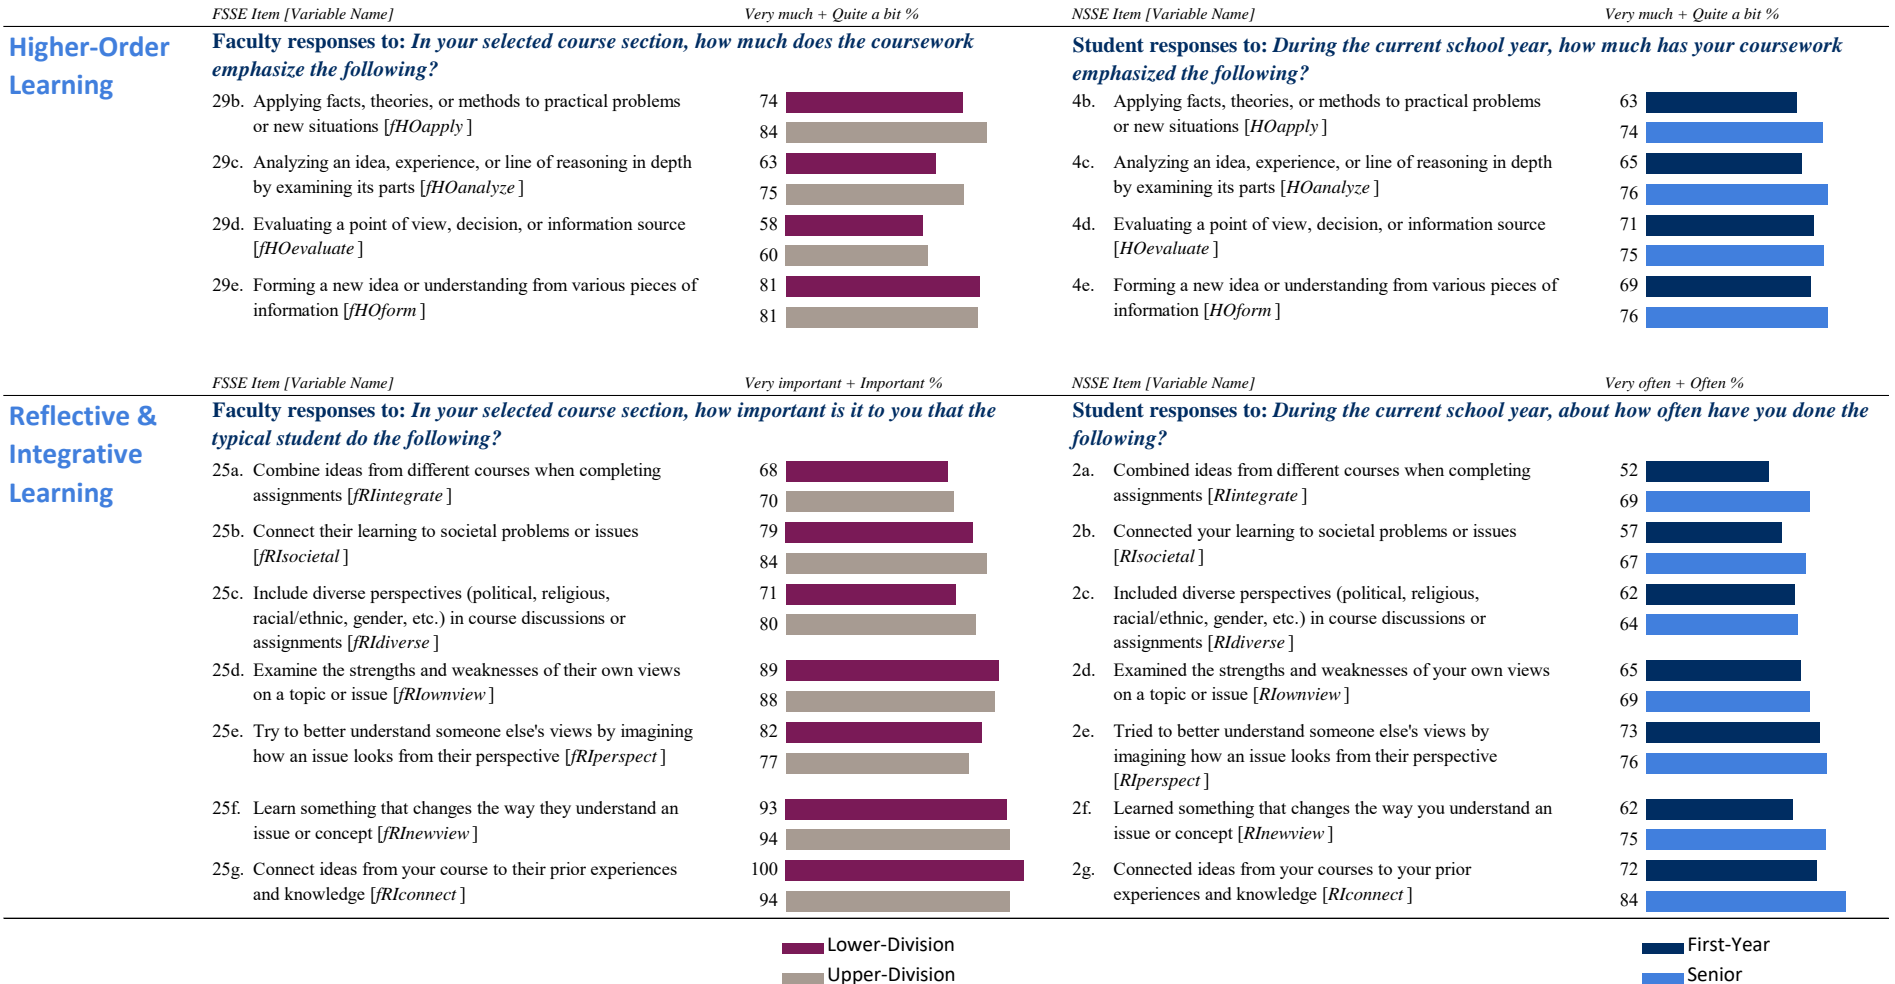 FSSE Item [Variable Name]
Very much + Quite a bit %
NSSE Item [Variable Name]
Very much + Quite a bit %
Higher-Order
Learning
Faculty responses to: In your selected course section, how much does the coursework
emphasize the following?
29b. Applying facts, theories, or methods to practical problems
or new situations [fHOapply]
74
84
29c. Analyzing an idea, experience, or line of reasoning in depth
by examining its parts [fHOanalyze]
63
75
29d. Evaluating a point of view, decision, or information source
[fHOevaluate]
58
60
29e. Forming a new idea or understanding from various pieces of
information [fHOform]
81
81
Student responses to: During the current school year, how much has your coursework
emphasized the following?
4b. Applying facts, theories, or methods to practical problems
or new situations [HOapply]
63
74
4c. Analyzing an idea, experience, or line of reasoning in depth
by examining its parts [HOanalyze]
65
76
4d. Evaluating a point of view, decision, or information source
[HOevaluate]
71
75
4e. Forming a new idea or understanding from various pieces of
information [HOform]
69
76
FSSE Item [Variable Name]
Very important + Important %
NSSE Item [Variable Name]
Very often + Often %
Reflective &
Integrative
Learning
Faculty responses to: In your selected course section, how important is it to you that the
typical student do the following?
25a. Combine ideas from different courses when completing
assignments [fRIintegrate]
68
70
25b. Connect their learning to societal problems or issues
[fRIsocietal]
79
84
25c. Include diverse perspectives (political, religious,
racial/ethnic, gender, etc.) in course discussions or
assignments [fRIdiverse]
71
80
25d. Examine the strengths and weaknesses of their own views
on a topic or issue [fRIownview]
89
88
25e. Try to better understand someone else's views by imagining
how an issue looks from their perspective [fRIperspect]
82
77
25f. Learn something that changes the way they understand an
issue or concept [fRInewview]
93
94
25g. Connect ideas from your course to their prior experiences
and knowledge [fRIconnect]
100
94
Student responses to: During the current school year, about how often have you done the
following?
2a. Combined ideas from different courses when completing
assignments [RIintegrate]
52
69
2b. Connected your learning to societal problems or issues
[RIsocietal]
57
67
2c. Included diverse perspectives (political, religious,
racial/ethnic, gender, etc.) in course discussions or
assignments [RIdiverse]
62
64
2d. Examined the strengths and weaknesses of your own views
on a topic or issue [RIownview]
65
69
2e. Tried to better understand someone else's views by
imagining how an issue looks from their perspective
[RIperspect]
73
76
2f. Learned something that changes the way you understand an
issue or concept [RInewview]
62
75
2g. Connected ideas from your courses to your prior
experiences and knowledge [RIconnect]
72
84
Lower-Division
Upper-Division
First-Year
Senior